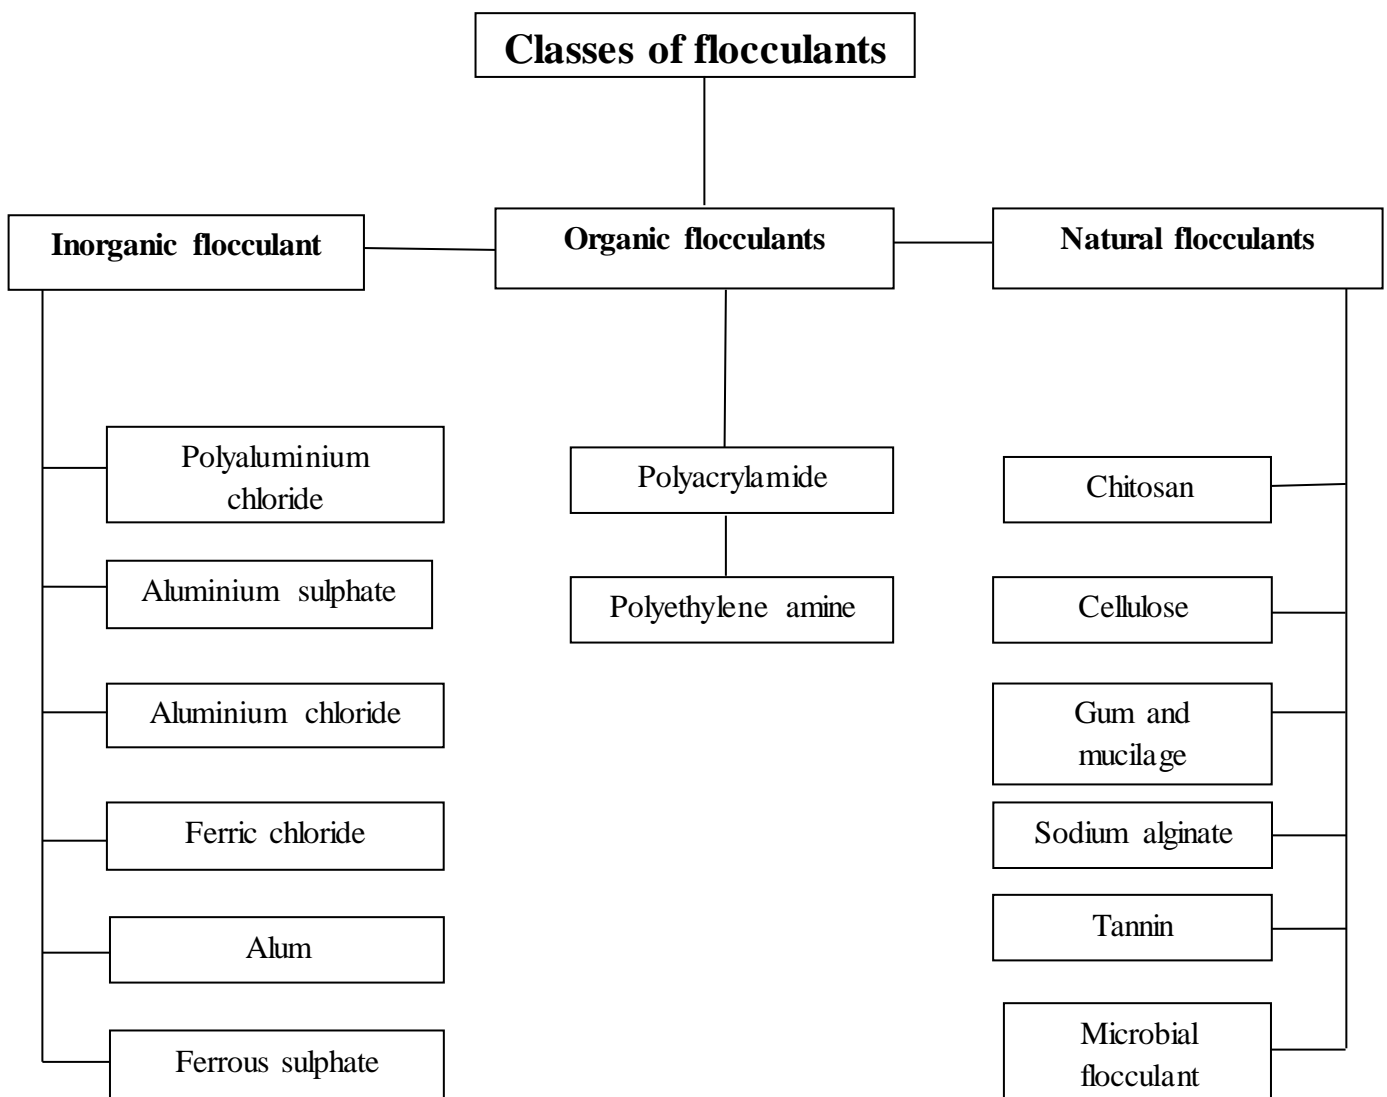 Classes of flocculants
Inorganic flocculant
Organic flocculants
Natural flocculants
Polyaluminium
chloride
Aluminium sulphate
Aluminium chloride
Ferric chloride
Alum
Ferrous sulphate
Polyacrylamide
Polyethylene amine
Chitosan
Cellulose
Gum and
mucilage
Sodium alginate
Tannin
Microbial
flocculant